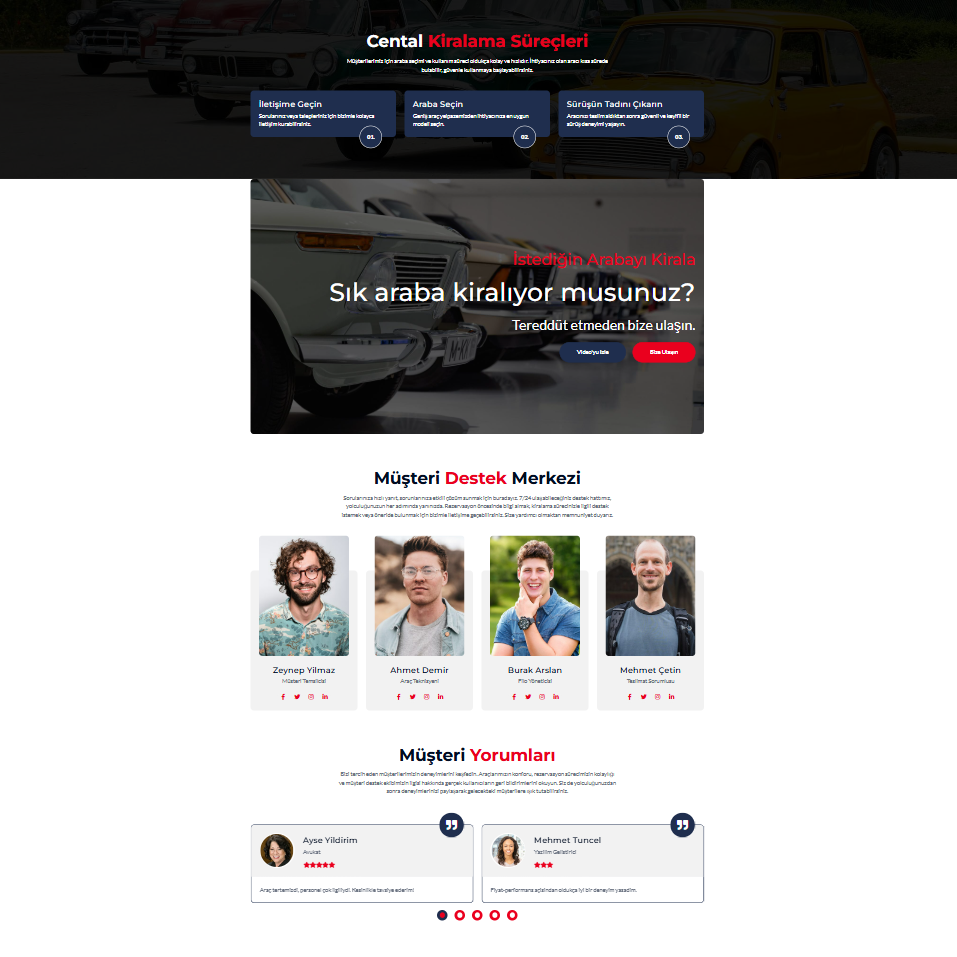 Cental Kiralama Süreçleri
Müşterilerimiz için araba seçimi ve kullanım süreci oldukça kolay ve hızlıdır. İhtiyacınız olan aracı kısa sürede
bulabilir, güvenle kullanmaya başlayabilirsiniz.
İletişime Geçin
Sorularınız veya talepleriniz için bizimle kolayca
iletişim kurabilirsiniz.
01.
Araba Seçin
Geniş araç yelpazemizden ihtiyacınıza en uygun
modeli seçin.
02.
Sürüşün Tadını Çıkarın
Aracınızı teslim aldıktan sonra güvenli ve keyifli bir
sürüş deneyimi yaşayın.
03.
İstediğin Arabayı Kirala
Sık araba kiralıyor musunuz?
Tereddüt etmeden bize ulaşın.
Video'yu İzle
Bize Ulaşın
M-KI
Müşteri Destek Merkezi
Sorularınıza hızlı yanıt, sorunlarınıza etkili çözüm sunmak için buradayız. 7/24 ulaşabileceğiniz destek hattımız,
yolculuğunuzun her adımında yanınızda. Rezervasyon öncesinde bilgi almak, kiralama sürecinizle ilgili destek
istemek veya öneride bulunmak için bizimle iletişime geçebilirsiniz. Size yardımcı olmaktan memnuniyet duyarız.
Zeynep Yilmaz
Müsteri Temsilcisi
Ahmet Demir
Araç Teknisyeni
Burak Arslan
Filo Yöneticisi
Mehmet Çetin
Teslimat Sorumlusu
Müşteri Yorumları
Bizi tercih eden müşterilerimizin deneyimlerini keşfedin. Araçlarımızın konforu, rezervasyon sürecimizin kolaylığı
ve müşteri destek ekibimizin ilgisi hakkında gerçek kullanıcıların geri bildirimlerini okuyun. Siz de yolculuğunuzdan
sonra deneyimlerinizi paylaşarak gelecekteki müşterilere ışık tutabilirsiniz.
Ayse Yildirim
Avukat
Araç tertemizdi, personel çok ilgiliydi. Kesinlikle tavsiye ederim!
Mehmet Tuncel
Yazilim Gelistirici
Fiyat-performans açisindan oldukça iyi bir deneyim yasadim.